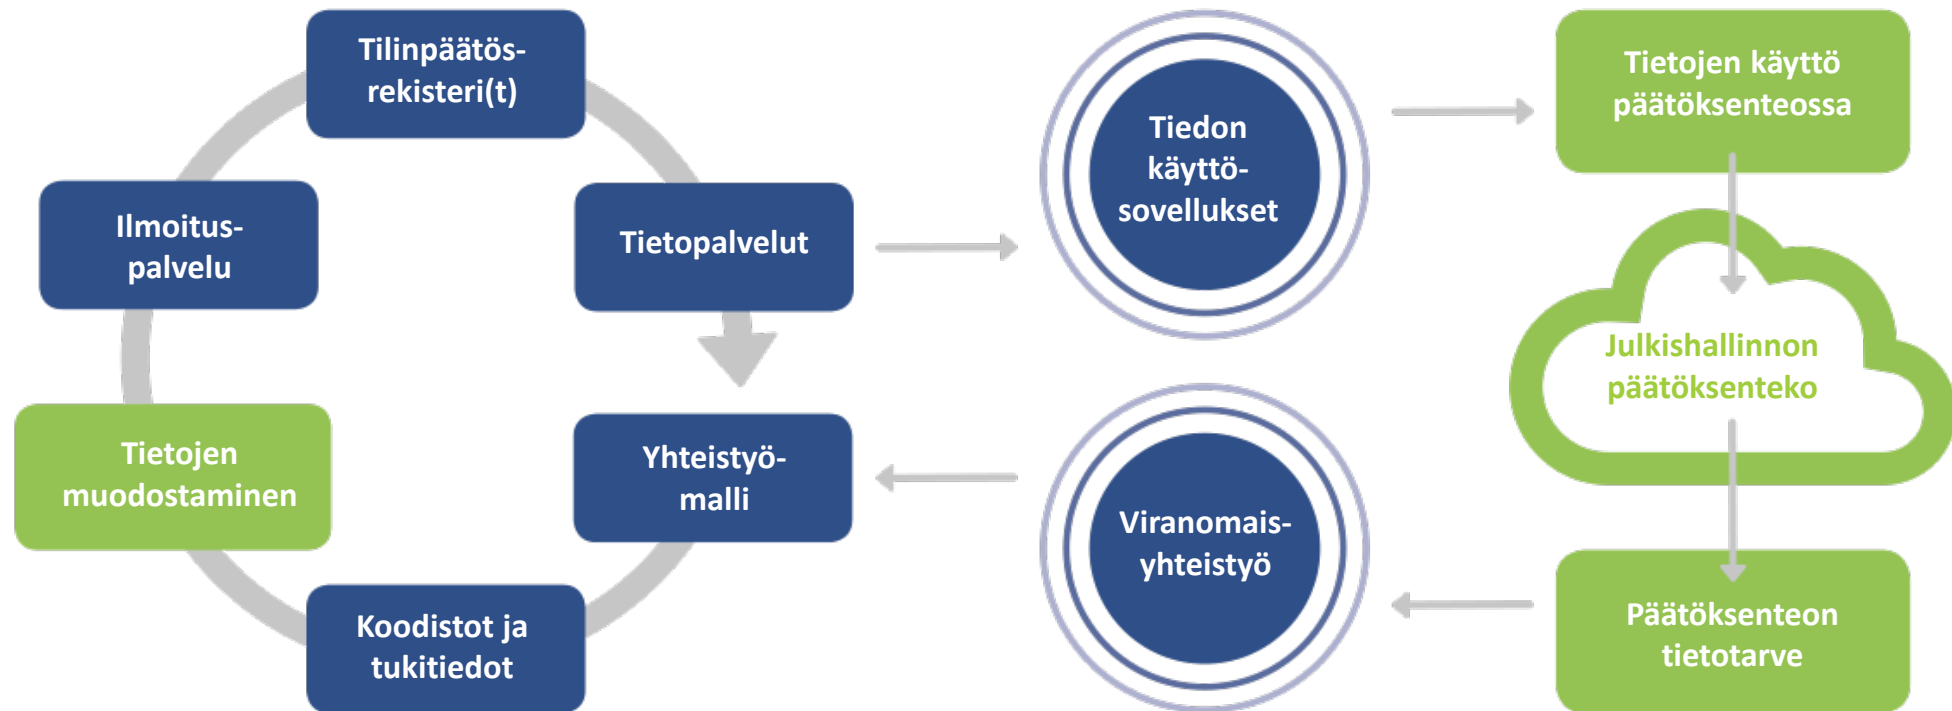 Tilinpäätös-
rekisteri(t)
Ilmoitus-
palvelu
Tietopalvelut
Tietojen
muodostaminen
Yhteistyö-
malli
Koodistot ja
tukitiedot
Tiedon
käyttö-
sovellukset
Viranomais-
yhteistyö
Tietojen käyttö
päätöksenteossa
Julkishallinnon
päätöksenteko
Päätöksenteon
tietotarve